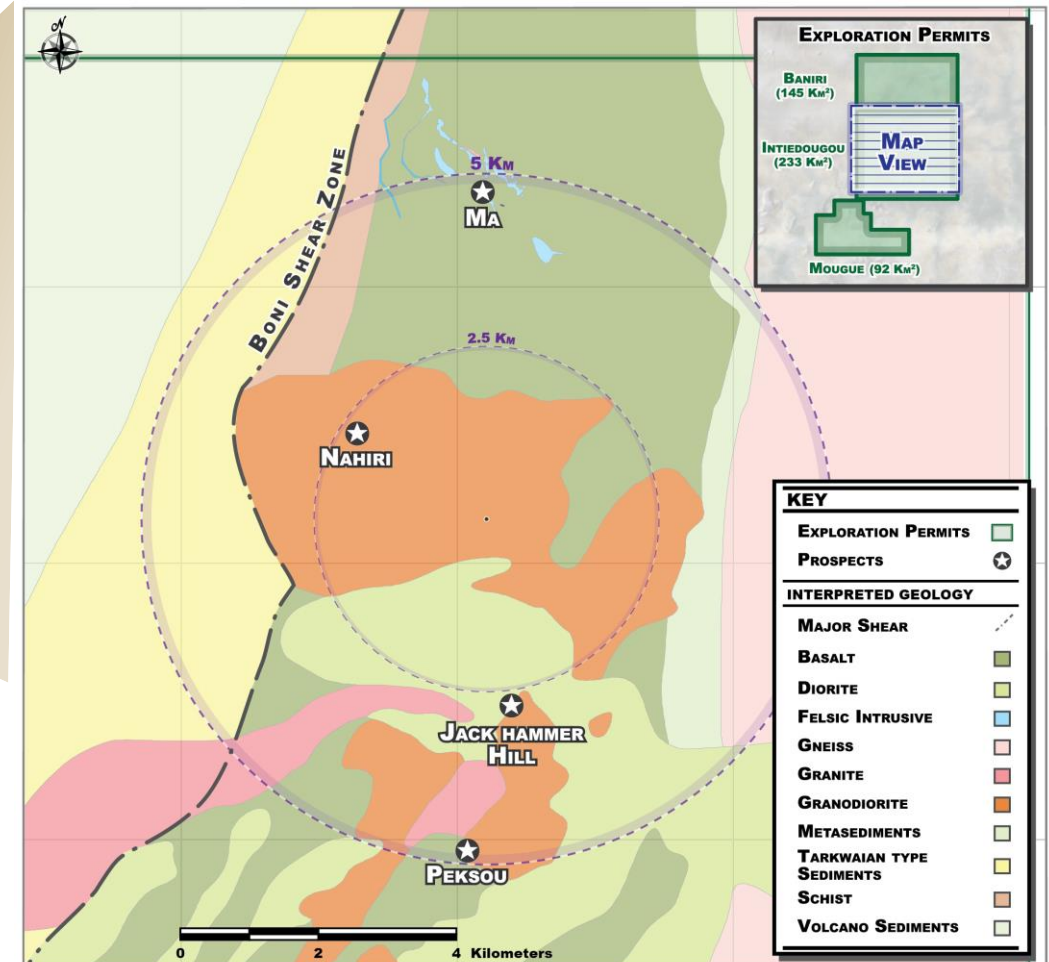 N
EXPLORATION PERMITS
BANIRI
(145 KM²)
INTIEDOUGOU
(233 KM²)
MAP
VIEW
MOUGUE (92 KM²)
5 KM
MA
BONI SHEAR ZONE
2.5 KM
NAHIRI
JACK HAMMER
HILL
PEKSOU
0 2 4 Kilometers
KEY
EXPLORATION PERMITS
PROSPECTS
INTERPRETED GEOLOGY
MAJOR SHEAR
BASALT
DIORITE
FELSIC INTRUSIVE
GNEISS
GRANITE
GRANODIORITE
METASEDIMENTS
TARKWAIAN TYPE
SEDIMENTS
SCHIST
VOLCANO SEDIMENTS